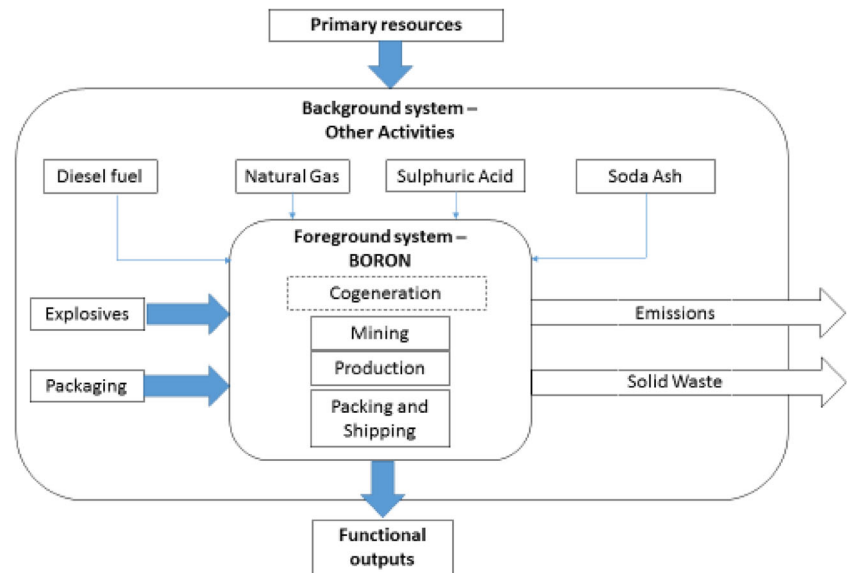 Primary resources
Background system –
Other Activities
Diesel fuel
Natural Gas
Sulphuric Acid
Soda Ash
Foreground system –
BORON
Cogeneration
Explosives
Emissions
Mining
Production
Packaging
Solid Waste
Packing and
Shipping
Functional
outputs